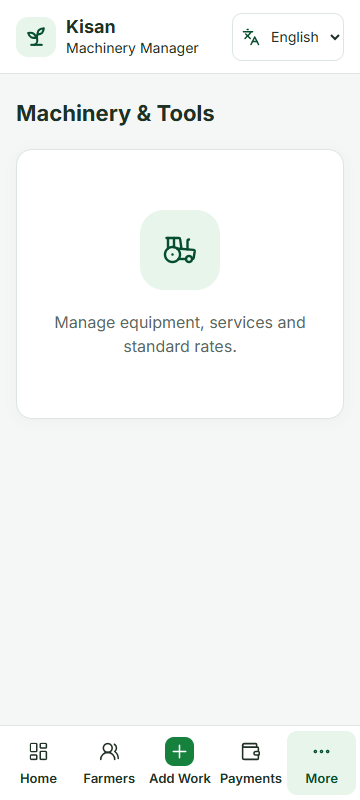 Kisan
Machinery Manager
English
Machinery & Tools
Manage equipment, services and
standard rates.
Home
Farmers
Add Work
Payments
More